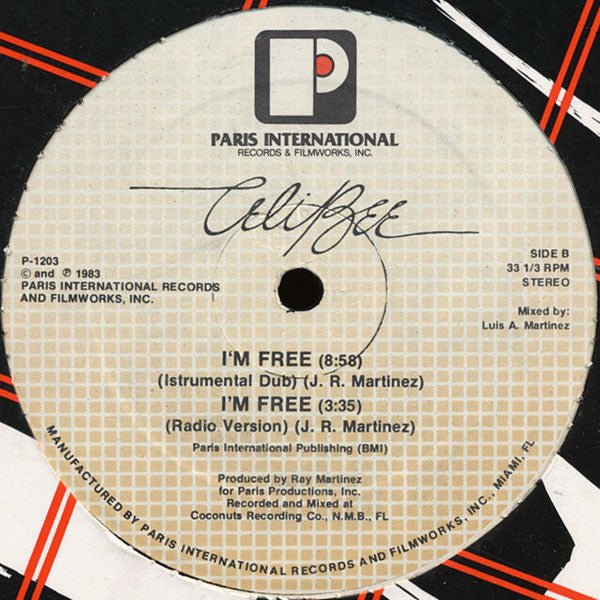 PARIS INTERNATIONAL
RECORDS & FILMWORKS, INC.
Celi Bee
P-1203
© and ℗ 1983
PARIS INTERNATIONAL RECORDS
AND FILMWORKS, INC.
SIDE B
33 1/3 RPM
STEREO
Mixed by:
Luis A. Martinez
I'M FREE (8:58)
(Istrumental Dub) (J. R. Martinez)
I'M FREE (3:35)
(Radio Version) (J. R. Martinez)
Paris International Publishing (BMI)
Produced by Ray Martinez
for Paris Productions, Inc.
Recorded and Mixed at
Coconuts Recording Co., N.M.B., FL
MANUFACTURED BY PARIS INTERNATIONAL RECORDS AND FILMWORKS, INC., MIAMI, FL